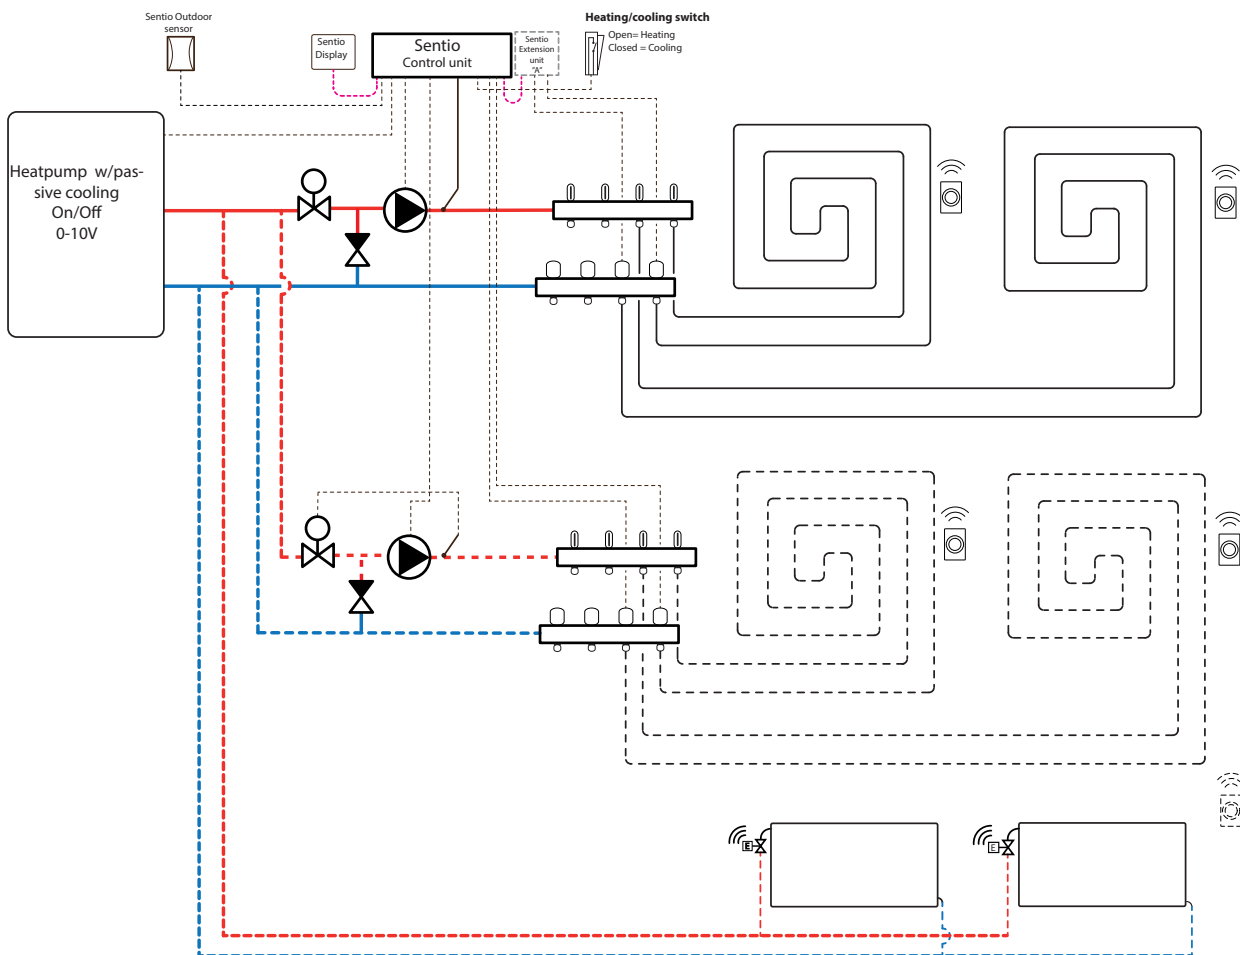 Sentio Outdoor
sensor
Sentio
Display
Sentio
Control unit
Sentio
Extension
unit
"A"
Heating/cooling switch
Open= Heating
Closed = Cooling
Heatpump w/pas-
sive cooling
On/Off
0-10V
E
E